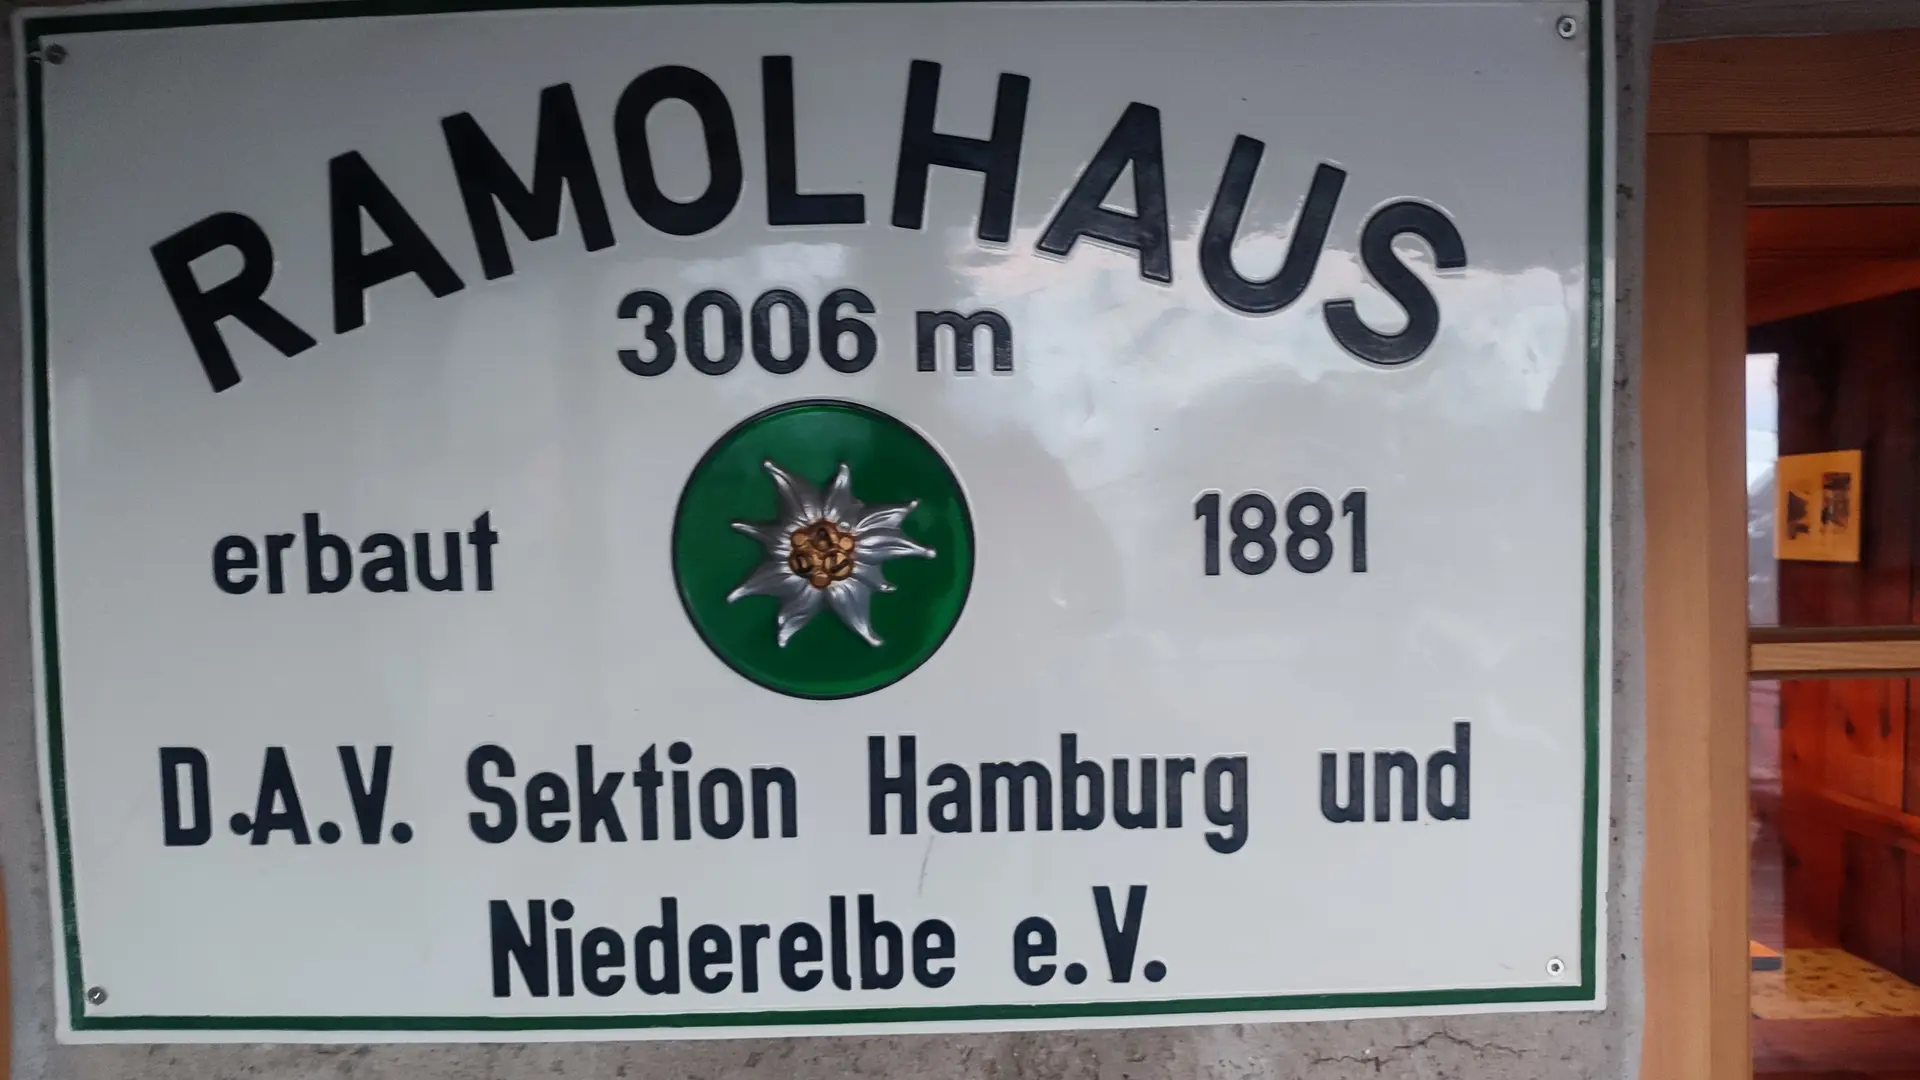 RAMOLHAUS
3006 m
erbaut 1881
D.A.V. Sektion Hamburg und
Niederelbe e.V.